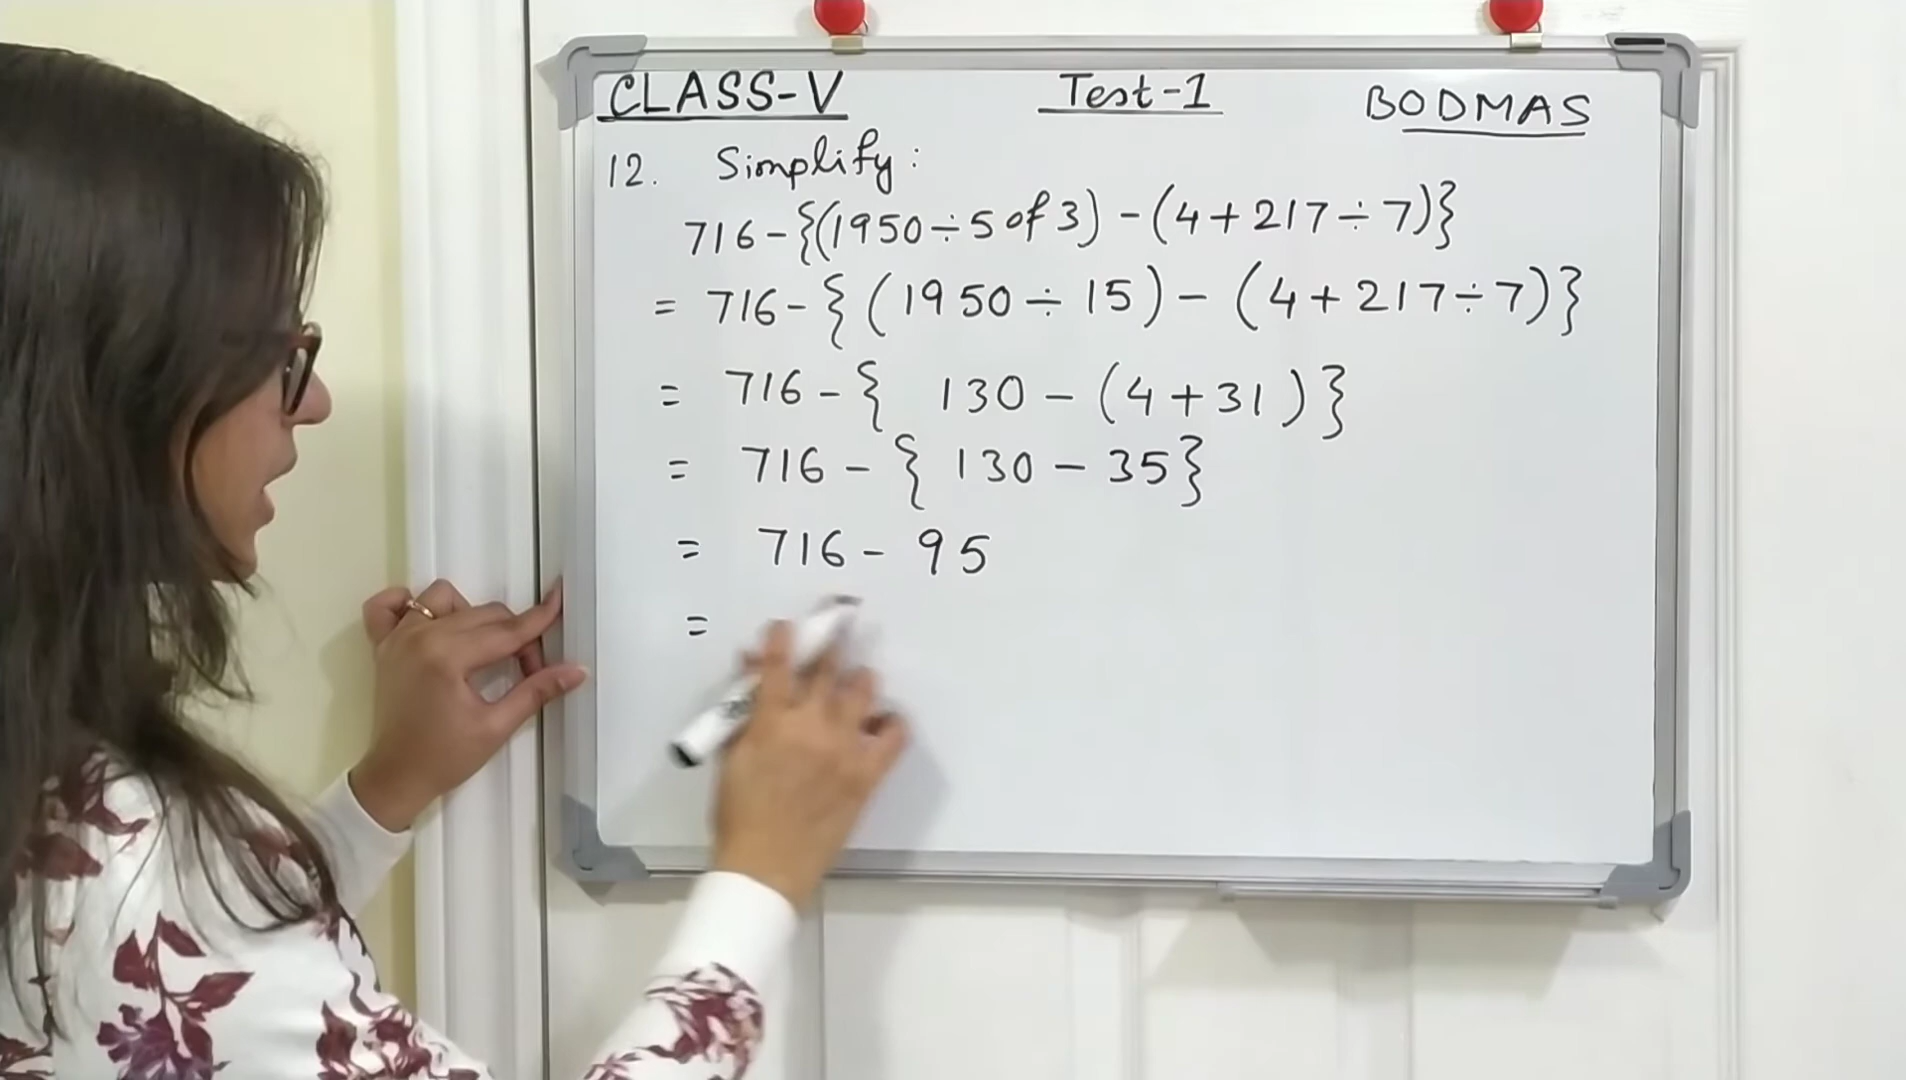 CLASS-V Test-1 BODMAS
12. Simplify:
716-{(1950÷5 of 3)-(4+217÷7)}
= 716-{(1950÷15)-(4+217÷7)}
= 716-{130-(4+31)}
= 716-{130-35}
= 716-95
=